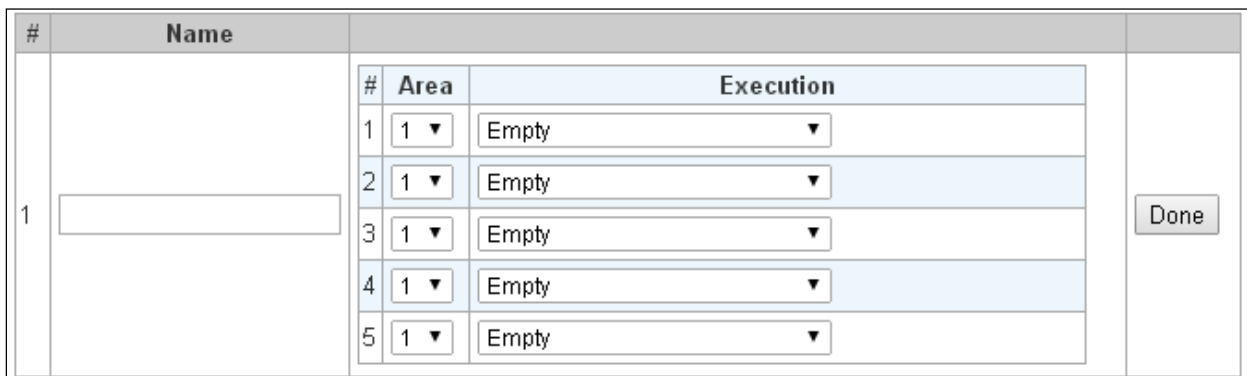 # Name
# Area Execution
1 1 Empty
2 1 Empty
1 3 1 Empty Done
4 1 Empty
5 1 Empty